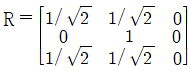 R = [1/√2 1/√2 0
0 1 0
1/√2 1/√2 0]